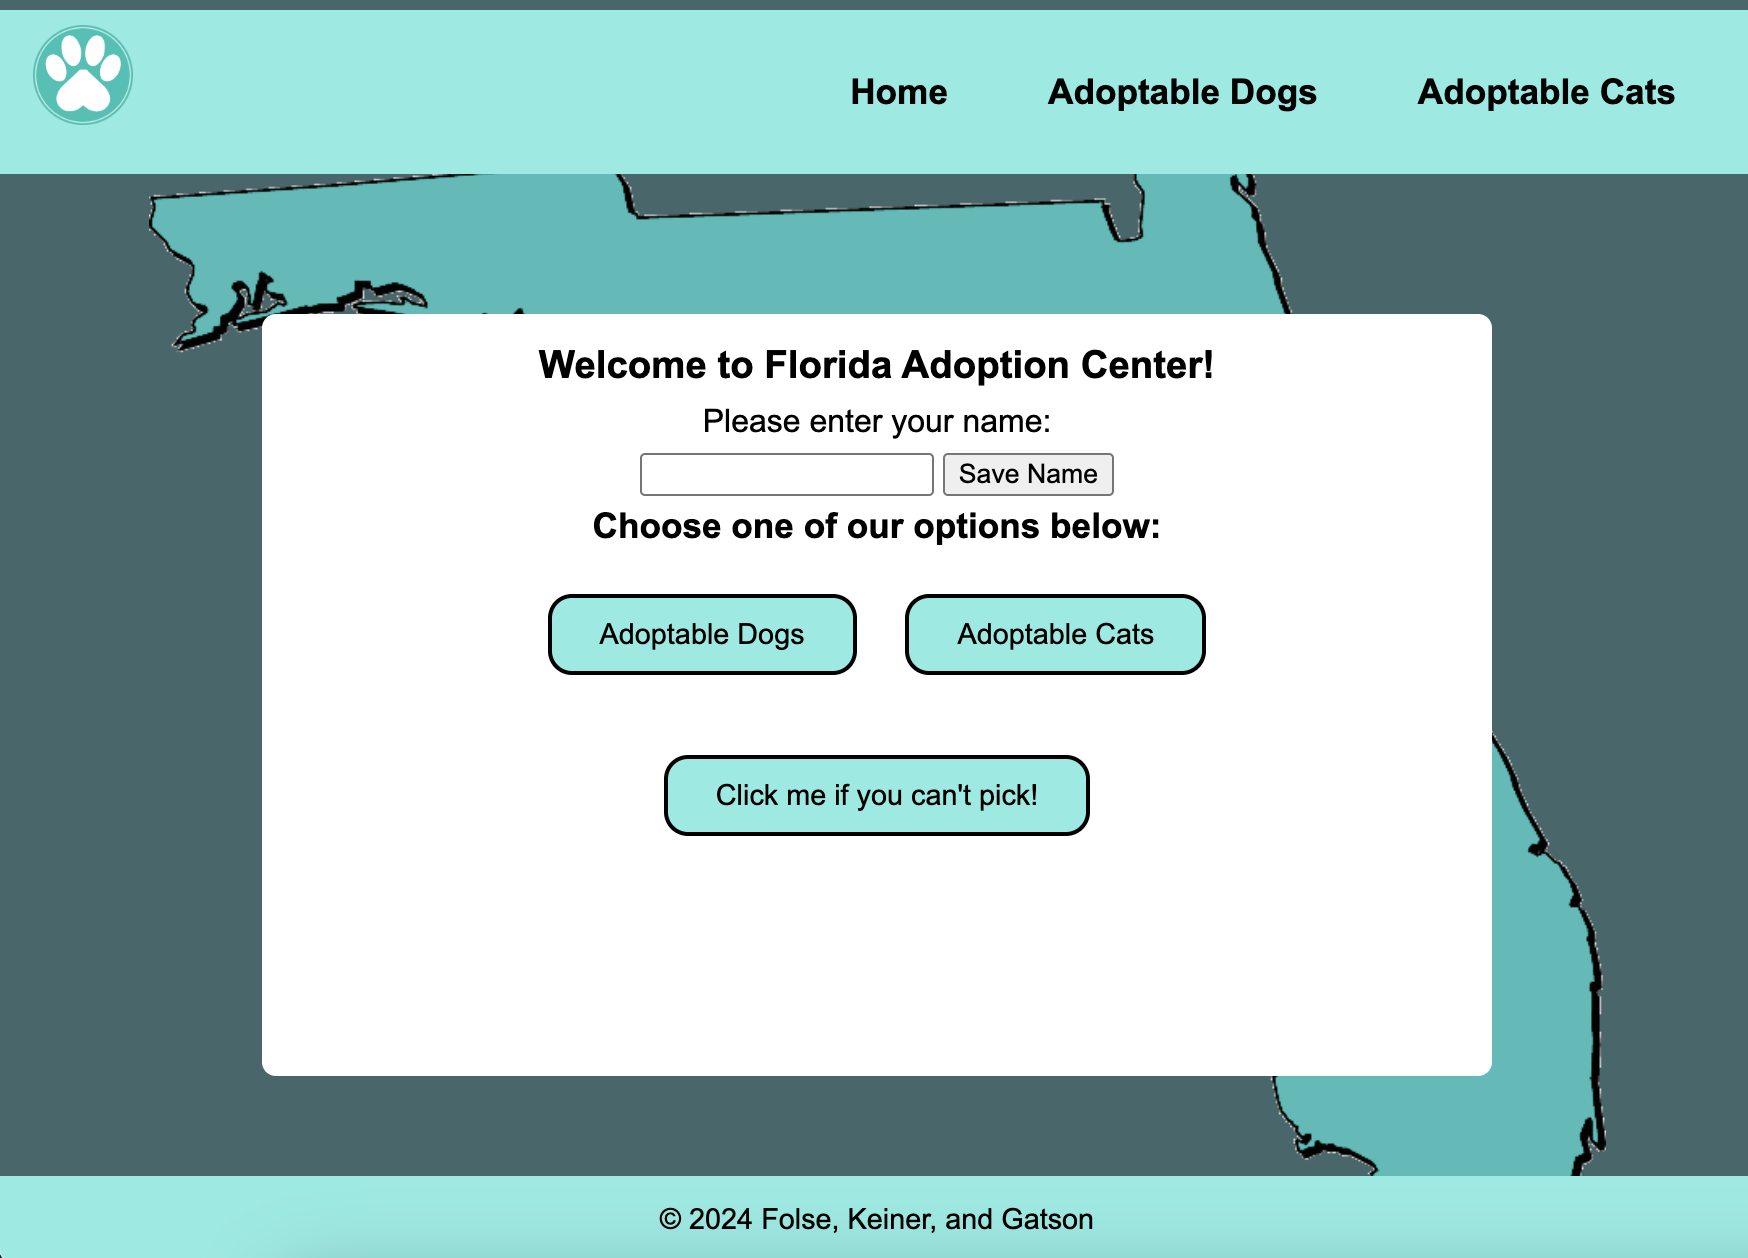 Home Adoptable Dogs Adoptable Cats
Welcome to Florida Adoption Center!
Please enter your name:
Save Name
Choose one of our options below:
Adoptable Dogs Adoptable Cats
Click me if you can't pick!
© 2024 Folse, Keiner, and Gatson